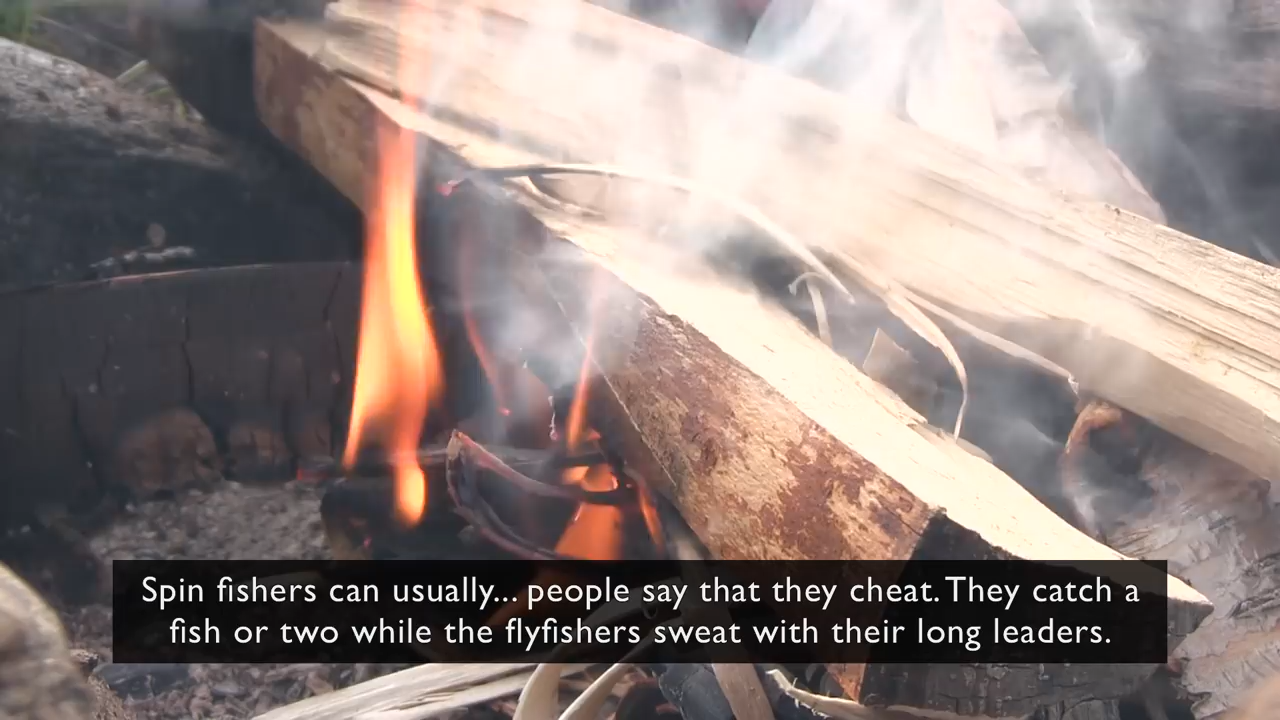 Spin fishers can usually... people say that they cheat. They catch a
fish or two while the flyfishers sweat with their long leaders.